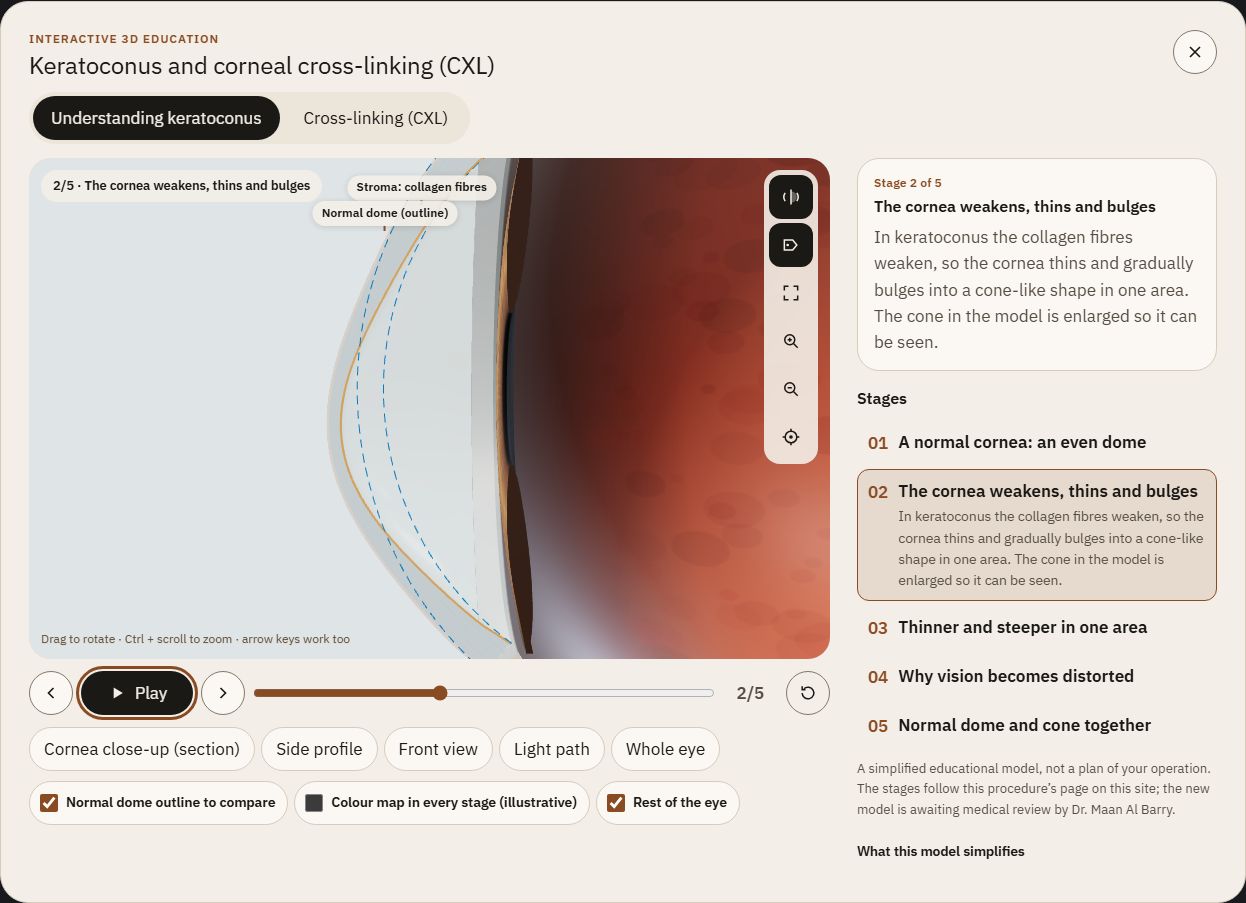 INTERACTIVE 3D EDUCATION
Keratoconus and corneal cross-linking (CXL)
Understanding keratoconus
Cross-linking (CXL)
2/5 · The cornea weakens, thins and bulges
Stroma: collagen fibres
Normal dome (outline)
Drag to rotate · Ctrl + scroll to zoom · arrow keys work too
Play
2/5
Cornea close-up (section)
Side profile
Front view
Light path
Whole eye
Normal dome outline to compare
Colour map in every stage (illustrative)
Rest of the eye
Stage 2 of 5
The cornea weakens, thins and bulges
In keratoconus the collagen fibres
weaken, so the cornea thins and gradually
bulges into a cone-like shape in one area.
The cone in the model is enlarged so it can
be seen.
Stages
01 A normal cornea: an even dome
02 The cornea weakens, thins and bulges
In keratoconus the collagen fibres weaken, so the
cornea thins and gradually bulges into a cone-like
shape in one area. The cone in the model is
enlarged so it can be seen.
03 Thinner and steeper in one area
04 Why vision becomes distorted
05 Normal dome and cone together
A simplified educational model, not a plan of your operation.
The stages follow this procedure’s page on this site; the new
model is awaiting medical review by Dr. Maan Al Barry.
What this model simplifies